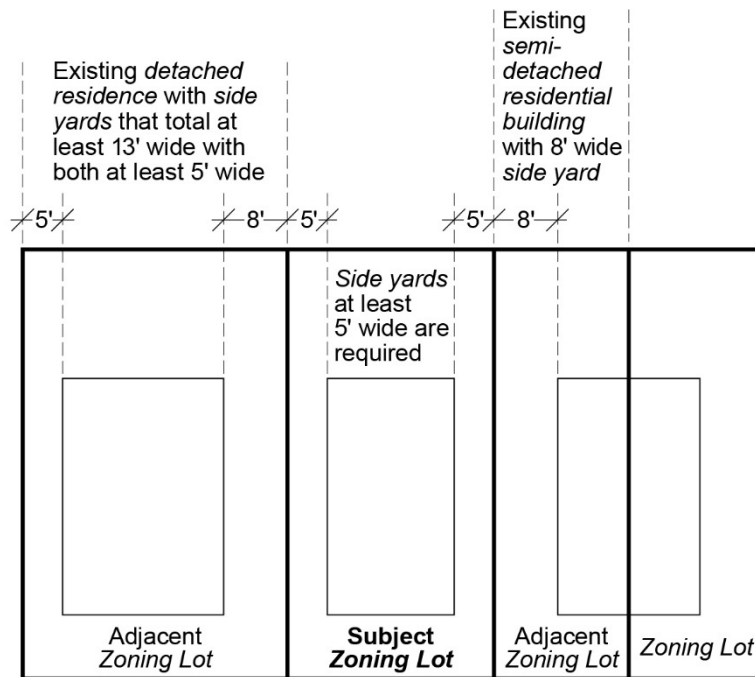 Existing detached
residence with side
yards that total at
least 13' wide with
both at least 5' wide
Existing
semi-
detached
residential
building
with 8' wide
side yard
5'
8'
5'
5'
8'
Side yards
at least
5' wide are
required
Adjacent
Zoning Lot
Subject
Zoning Lot
Adjacent
Zoning Lot
Zoning Lot